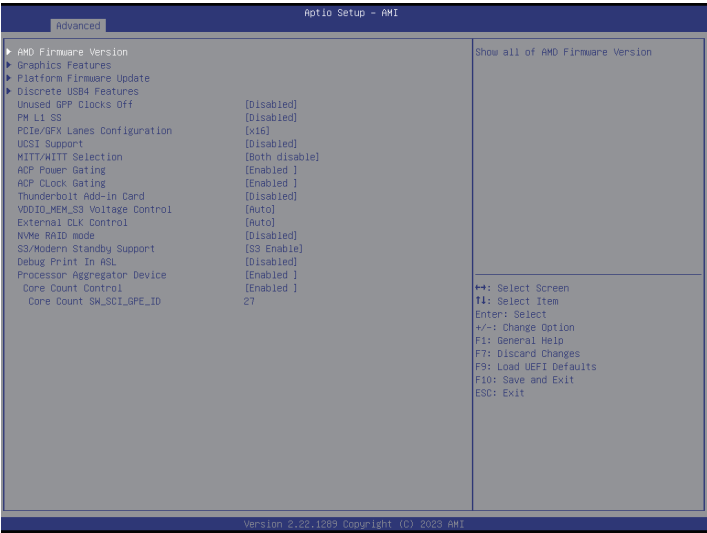 Aptio Setup - AMI
Advanced
AMD Firmware Version
Graphics Features
Platform Firmware Update
Discrete USB4 Features
Unused GPP Clocks Off [Disabled]
PM L1 SS [Disabled]
PCIe/GFX Lanes Configuration [x16]
UCSI Support [Disabled]
MITT/WITT Selection [Both disable]
ACP Power Gating [Enabled ]
ACP CLock Gating [Enabled ]
Thunderbolt Add-in Card [Disabled]
VDDIO_MEM_S3 Voltage Control [Auto]
External CLK Control [Auto]
NVMe RAID mode [Disabled]
S3/Modern Standby Support [S3 Enable]
Debug Print In ASL [Disabled]
Processor Aggregator Device [Enabled ]
Core Count Control [Enabled ]
Core Count SW_SCI_GPE_ID 27
Show all of AMD Firmware Version
→←: Select Screen
↑↓: Select Item
Enter: Select
+/-: Change Option
F1: General Help
F7: Discard Changes
F9: Load UEFI Defaults
F10: Save and Exit
ESC: Exit
Version 2.22.1289 Copyright (C) 2023 AMI